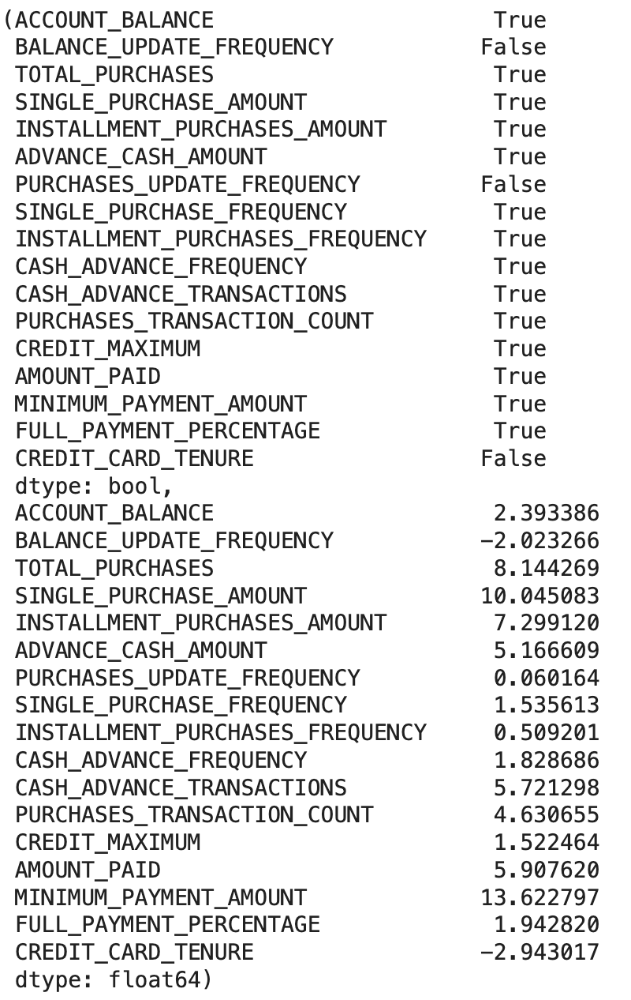 (ACCOUNT_BALANCE                     True
 BALANCE_UPDATE_FREQUENCY           False
 TOTAL_PURCHASES                     True
 SINGLE_PURCHASE_AMOUNT              True
 INSTALLMENT_PURCHASES_AMOUNT        True
 ADVANCE_CASH_AMOUNT                 True
 PURCHASES_UPDATE_FREQUENCY         False
 SINGLE_PURCHASE_FREQUENCY           True
 INSTALLMENT_PURCHASES_FREQUENCY     True
 CASH_ADVANCE_FREQUENCY              True
 CASH_ADVANCE_TRANSACTIONS           True
 PURCHASES_TRANSACTION_COUNT         True
 CREDIT_MAXIMUM                      True
 AMOUNT_PAID                         True
 MINIMUM_PAYMENT_AMOUNT              True
 FULL_PAYMENT_PERCENTAGE             True
 CREDIT_CARD_TENURE                 False
 dtype: bool,
 ACCOUNT_BALANCE                     2.393386
 BALANCE_UPDATE_FREQUENCY           -2.023266
 TOTAL_PURCHASES                     8.144269
 SINGLE_PURCHASE_AMOUNT             10.045083
 INSTALLMENT_PURCHASES_AMOUNT        7.299120
 ADVANCE_CASH_AMOUNT                 5.166609
 PURCHASES_UPDATE_FREQUENCY          0.060164
 SINGLE_PURCHASE_FREQUENCY           1.535613
 INSTALLMENT_PURCHASES_FREQUENCY     0.509201
 CASH_ADVANCE_FREQUENCY              1.828686
 CASH_ADVANCE_TRANSACTIONS           5.721298
 PURCHASES_TRANSACTION_COUNT         4.630655
 CREDIT_MAXIMUM                      1.522464
 AMOUNT_PAID                         5.907620
 MINIMUM_PAYMENT_AMOUNT             13.622797
 FULL_PAYMENT_PERCENTAGE             1.942820
 CREDIT_CARD_TENURE                 -2.943017
 dtype: float64)